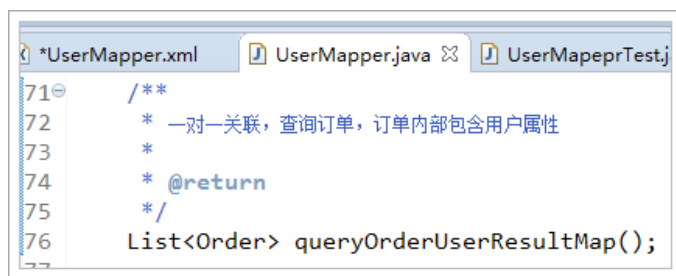 *UserMapper.xml UserMapper.java UserMapeprTest.j
71 /**
72 * 一对一关联，查询订单，订单内部包含用户属性
73 *
74 * @return
75 */
76 List<Order> queryOrderUserResultMap();